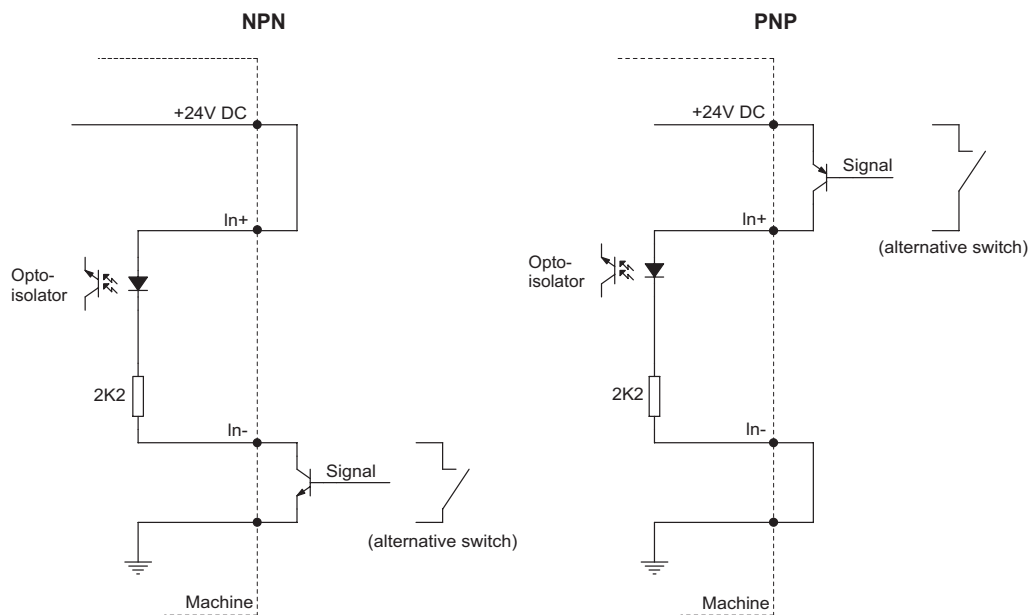 NPN
+24V DC
In+
Opto-
isolator
2K2
In-
Signal
(alternative switch)
Machine
PNP
+24V DC
Signal
In+
(alternative switch)
Opto-
isolator
2K2
In-
Machine